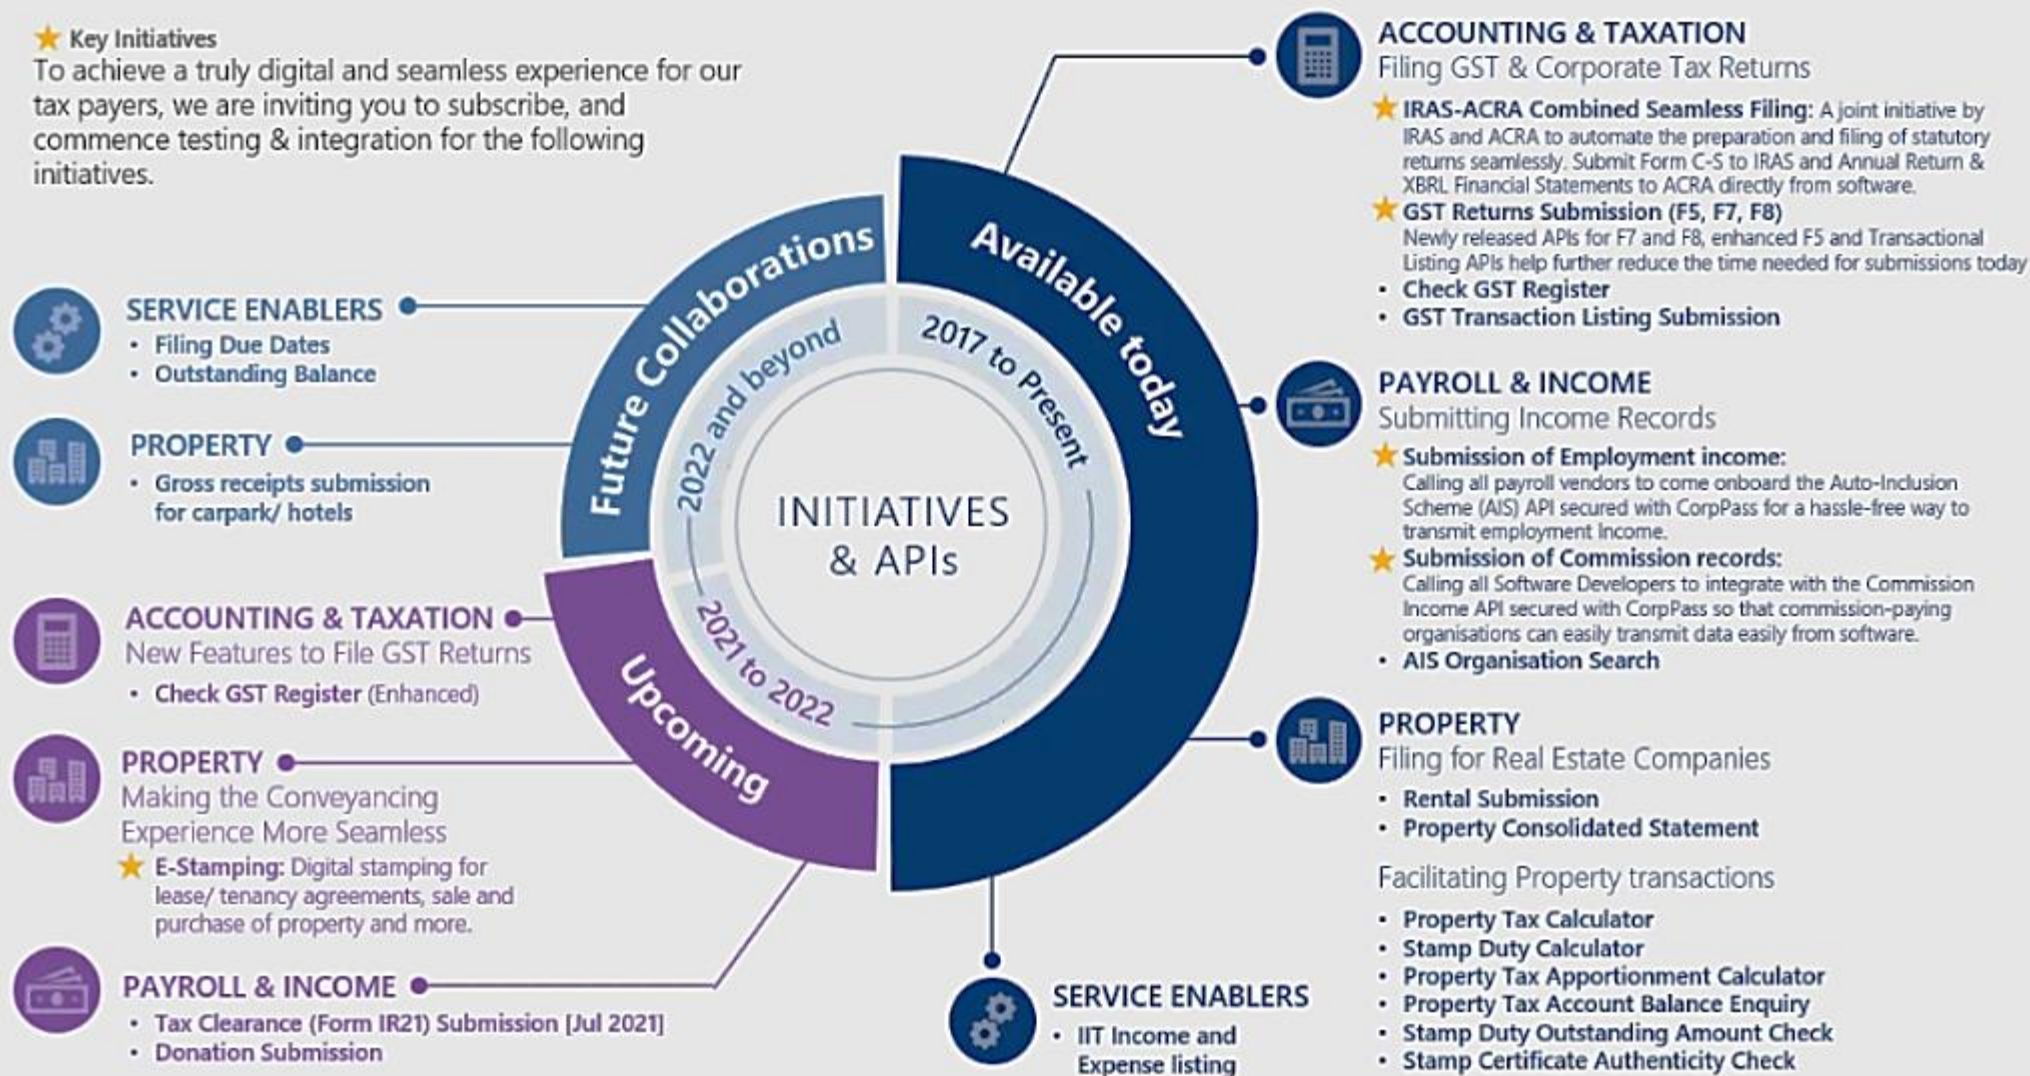 Key Initiatives
To achieve a truly digital and seamless experience for our
tax payers, we are inviting you to subscribe, and
commence testing & integration for the following
initiatives.
SERVICE ENABLERS
• Filing Due Dates
• Outstanding Balance
PROPERTY
• Gross receipts submission
for carpark/ hotels
ACCOUNTING & TAXATION
New Features to File GST Returns
• Check GST Register (Enhanced)
PROPERTY
Making the Conveyancing
Experience More Seamless
E-Stamping: Digital stamping for
lease/ tenancy agreements, sale and
purchase of property and more.
PAYROLL & INCOME
• Tax Clearance (Form IR21) Submission [Jul 2021]
• Donation Submission
Future Collaborations
2022 and beyond
Upcoming
2021 to 2022
Available today
2017 to Present
INITIATIVES
& APIs
ACCOUNTING & TAXATION
Filing GST & Corporate Tax Returns
IRAS-ACRA Combined Seamless Filing: A joint initiative by
IRAS and ACRA to automate the preparation and filing of statutory
returns seamlessly. Submit Form C-S to IRAS and Annual Return &
XBRL Financial Statements to ACRA directly from software.
GST Returns Submission (F5, F7, F8)
Newly released APIs for F7 and F8, enhanced F5 and Transactional
Listing APIs help further reduce the time needed for submissions today
• Check GST Register
• GST Transaction Listing Submission
PAYROLL & INCOME
Submitting Income Records
Submission of Employment income:
Calling all payroll vendors to come onboard the Auto-Inclusion
Scheme (AIS) API secured with CorpPass for a hassle-free way to
transmit employment Income.
Submission of Commission records:
Calling all Software Developers to integrate with the Commission
Income API secured with CorpPass so that commission-paying
organisations can easily transmit data easily from software.
• AIS Organisation Search
PROPERTY
Filing for Real Estate Companies
• Rental Submission
• Property Consolidated Statement
Facilitating Property transactions
• Property Tax Calculator
• Stamp Duty Calculator
• Property Tax Apportionment Calculator
• Property Tax Account Balance Enquiry
• Stamp Duty Outstanding Amount Check
• Stamp Certificate Authenticity Check
SERVICE ENABLERS
• IIT Income and
Expense listing